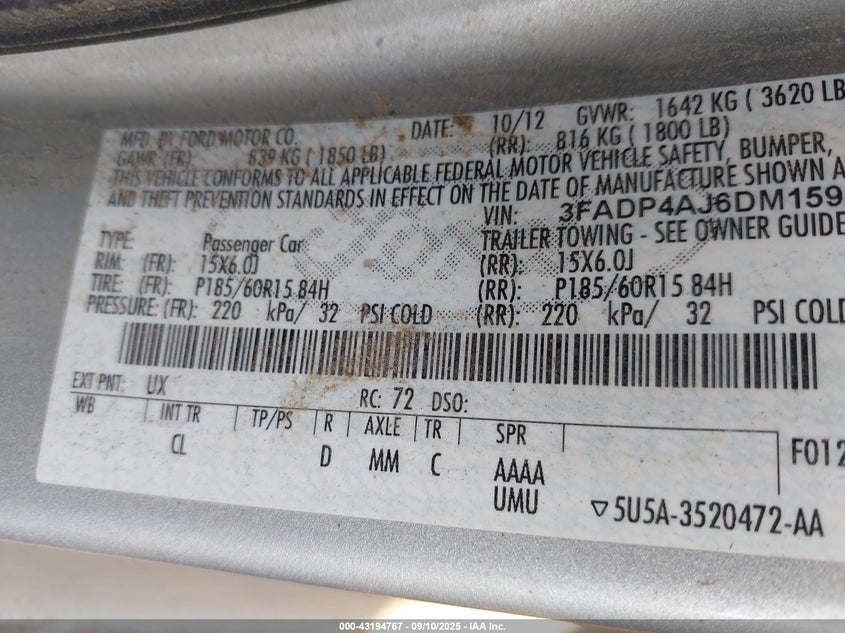 MFD. BY FORD MOTOR CO. DATE: 10/12 GVWR: 1642 KG ( 3620 LB
GAWR (FR): 839 KG ( 1850 LB) (RR): 816 KG ( 1800 LB)
THIS VEHICLE CONFORMS TO ALL APPLICABLE FEDERAL MOTOR VEHICLE SAFETY, BUMPER,
AND THEFT PREVENTION STANDARDS IN EFFECT ON THE DATE OF MANUFACTURE SHOWN A
VIN: 3FADP4AJ6DM159
TYPE: Passenger Car TRAILER TOWING - SEE OWNER GUIDE
RIM: (FR): 15X6.0J (RR): 15X6.0J
TIRE: (FR): P185/60R15 84H (RR): P185/60R15 84H
PRESSURE: (FR): 220 kPa/ 32 PSI COLD (RR): 220 kPa/ 32 PSI COLD
EXT PNT: UX RC: 72 DSO:
WB INT TR TP/PS R AXLE TR SPR F012
CL D MM C AAAA
UMU ▽5U5A-3520472-AA
000-43194767 - 09/10/2025 - IAA Inc.